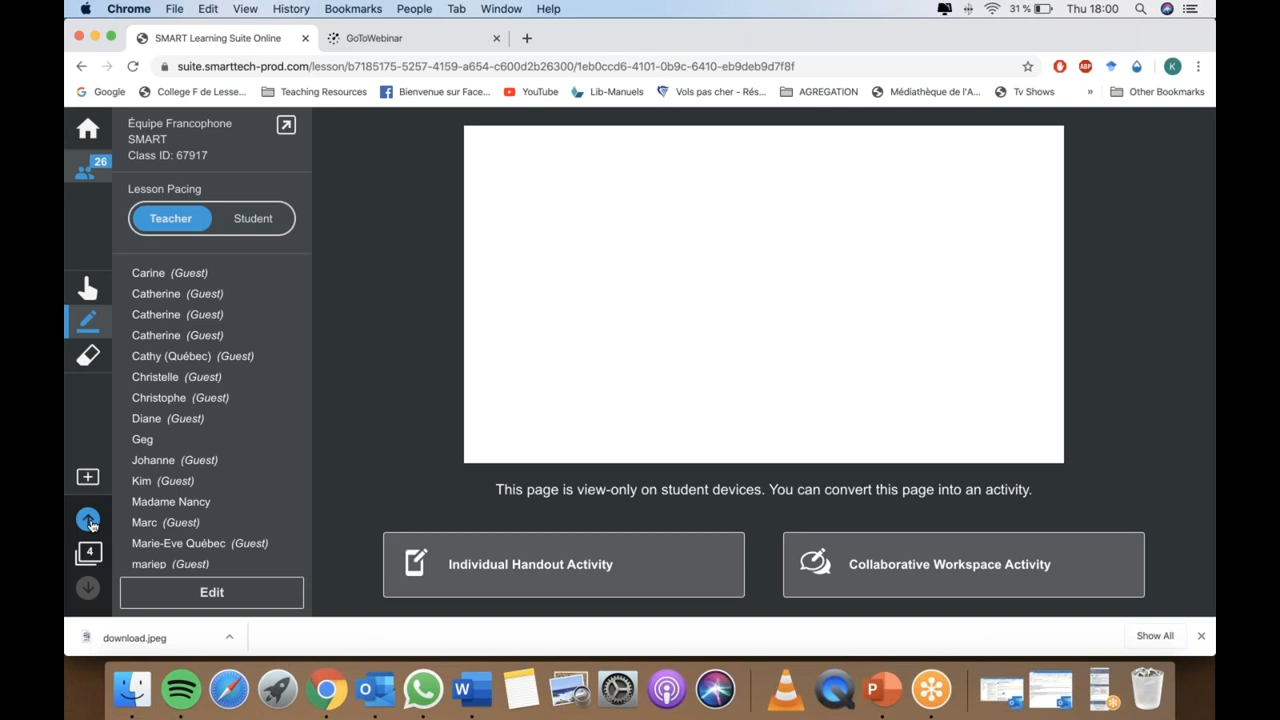 Chrome File Edit View History Bookmarks People Tab Window Help 31 % Thu 18:00
SMART Learning Suite Online GoToWebinar
suite.smarttech-prod.com/lesson/b7185175-5257-4159-a654-c600d2b26300/1eb0ccd6-4101-0b9c-6410-eb9deb9d7f8f ABP K
Google College F de Lesse... Teaching Resources Bienvenue sur Face... YouTube Lib-Manuels Vols pas cher - Rés... AGREGATION Médiathèque de l'A... Tv Shows » Other Bookmarks
Équipe Francophone
SMART
Class ID: 67917
26
Lesson Pacing
Teacher Student
Carine (Guest)
Catherine (Guest)
Catherine (Guest)
Catherine (Guest)
Cathy (Québec) (Guest)
Christelle (Guest)
Christophe (Guest)
Diane (Guest)
Geg
Johanne (Guest)
Kim (Guest)
Madame Nancy
Marc (Guest)
Marie-Eve Québec (Guest)
mariep (Guest)
4
Edit
This page is view-only on student devices. You can convert this page into an activity.
Individual Handout Activity Collaborative Workspace Activity
download.jpeg Show All